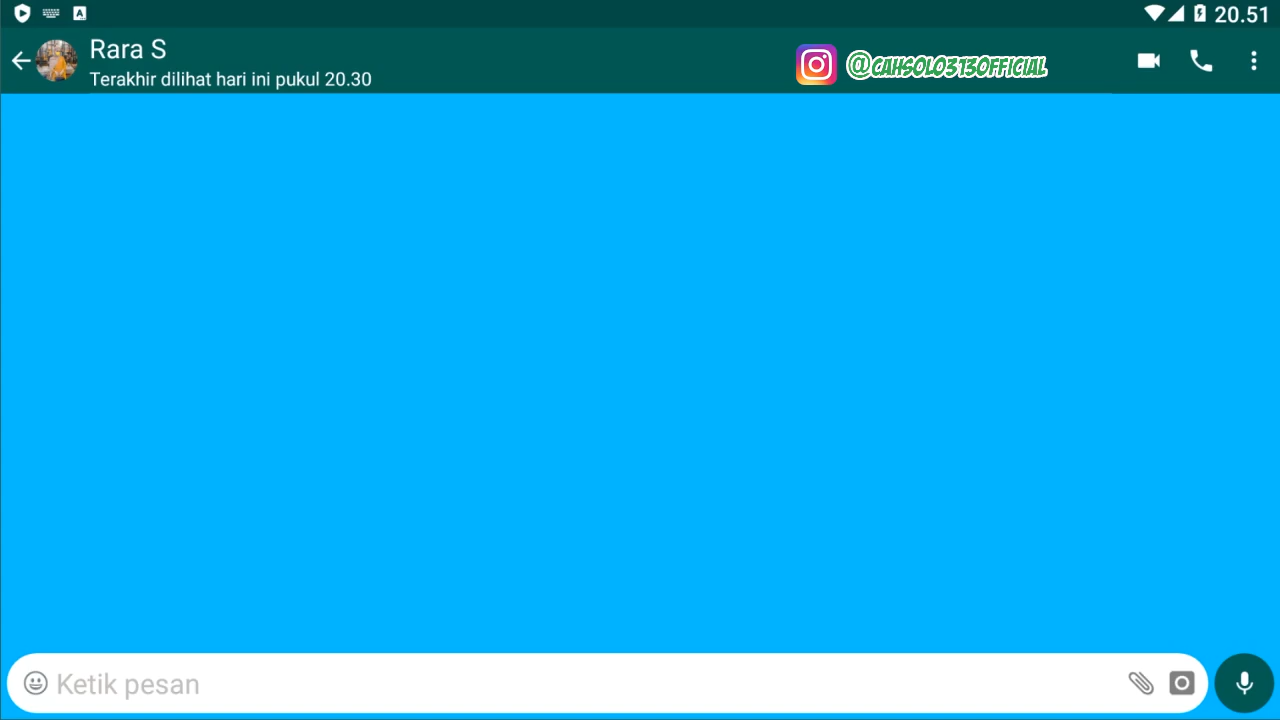 20.51
Rara S
Terakhir dilihat hari ini pukul 20.30
@CAHSOLO3130FFICIAL
Ketik pesan